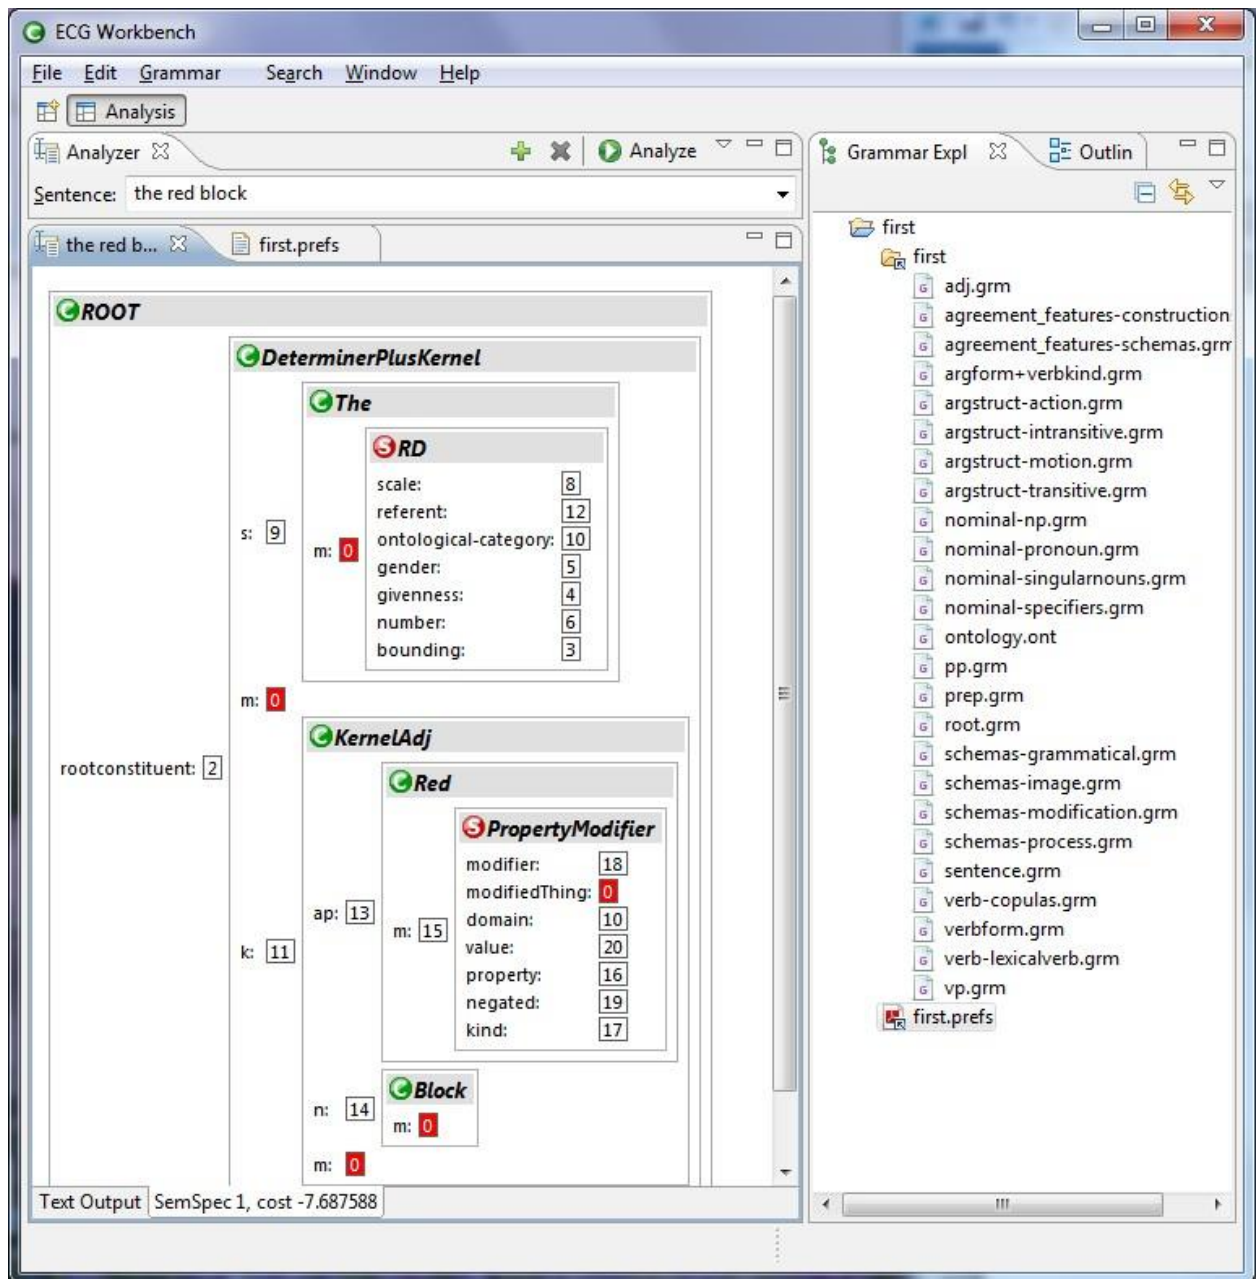 ECG Workbench
File Edit Grammar Search Window Help
Analysis
Analyzer
Analyze
Sentence: the red block
the red b...
first.prefs
ROOT
DeterminerPlusKernel
The
RD
scale: 8
referent: 12
ontological-category: 10
s: 9
m: 0
gender: 5
givenness: 4
number: 6
bounding: 3
m: 0
KernelAdj
rootconstituent: 2
Red
PropertyModifier
modifier: 18
modifiedThing: 0
ap: 13
domain: 10
m: 15
value: 20
k: 11
property: 16
negated: 19
kind: 17
Block
n: 14
m: 0
m: 0
Text Output
SemSpec 1, cost -7.687588
Grammar Expl
Outlin
first
first
adj.grm
agreement_features-construction
agreement_features-schemas.grm
argform+verbkind.grm
argstruct-action.grm
argstruct-intransitive.grm
argstruct-motion.grm
argstruct-transitive.grm
nominal-np.grm
nominal-pronoun.grm
nominal-singularnouns.grm
nominal-specifiers.grm
ontology.ont
pp.grm
prep.grm
root.grm
schemas-grammatical.grm
schemas-image.grm
schemas-modification.grm
schemas-process.grm
sentence.grm
verb-copulas.grm
verbform.grm
verb-lexicalverb.grm
vp.grm
first.prefs